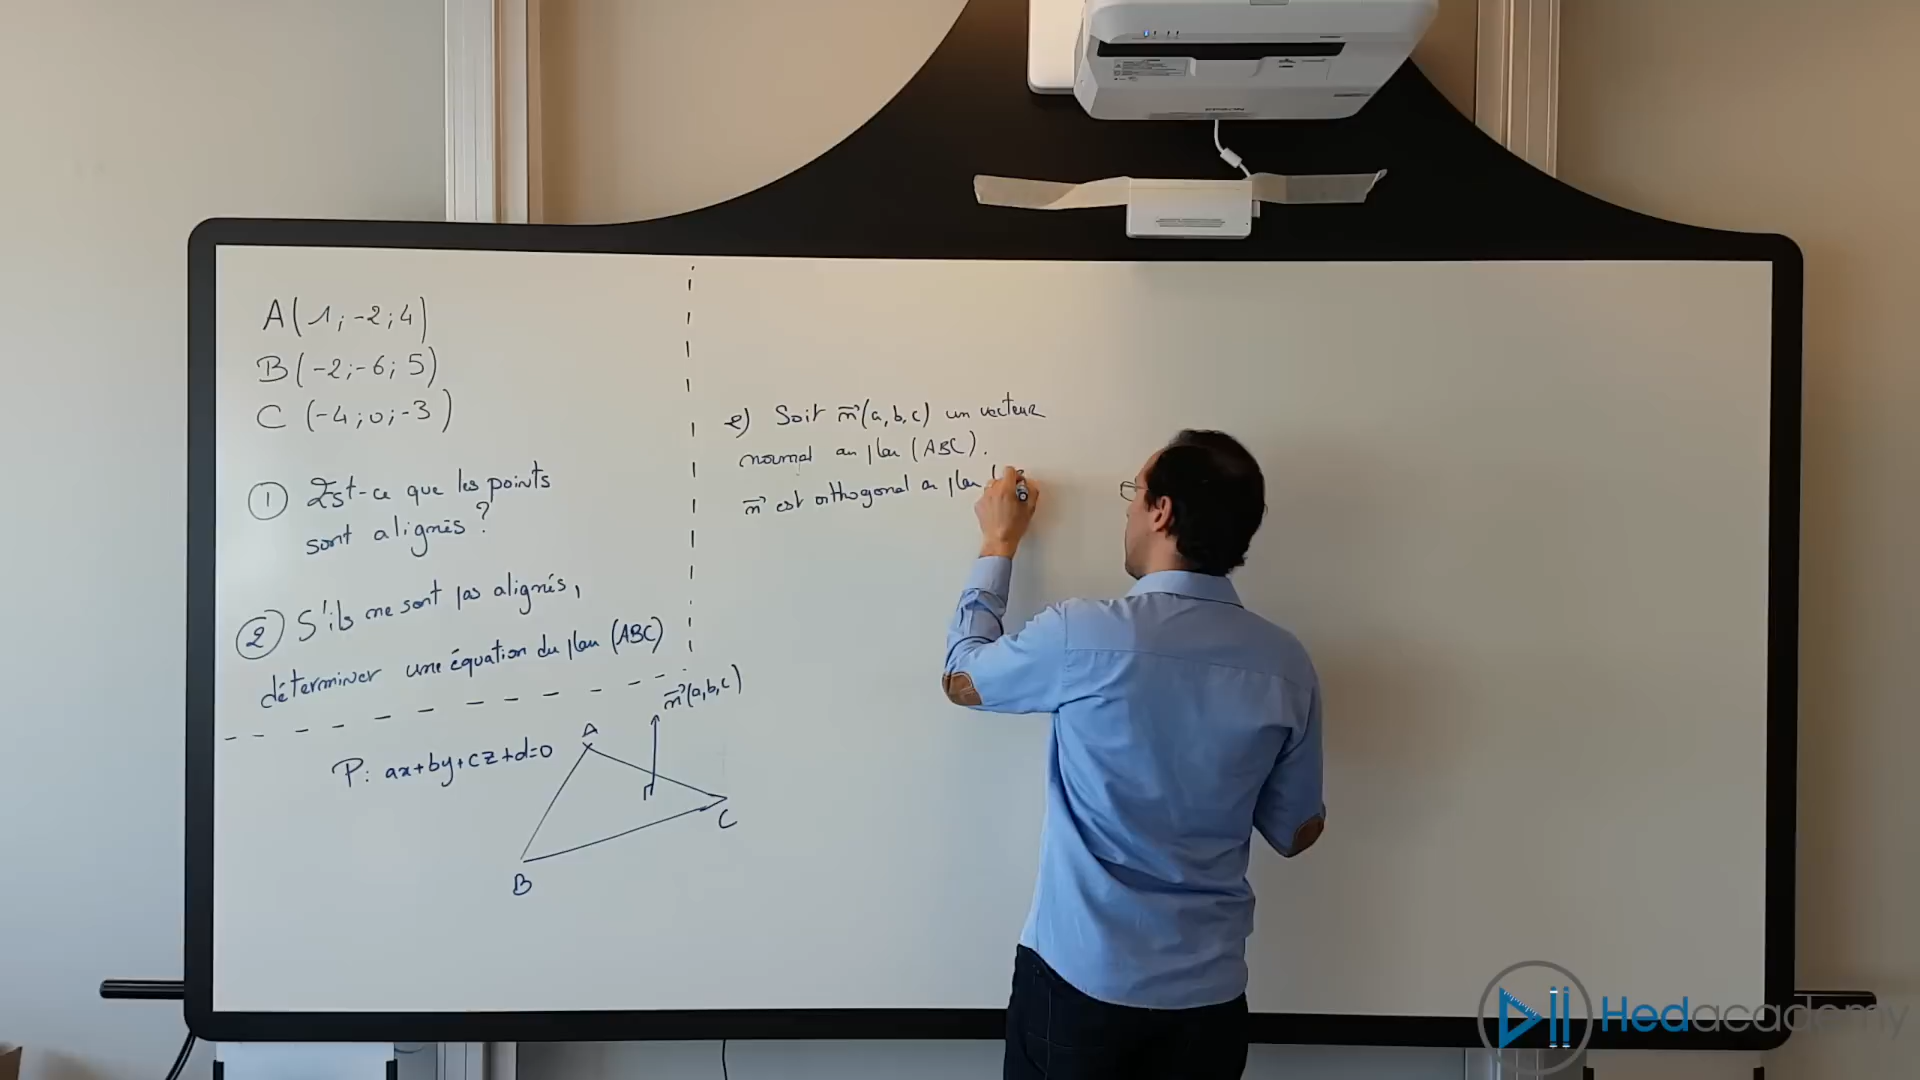 A(1;-2;4)
B(-2;-6;5)
C(-4;0;-3)
① Est-ce que les points
sont alignés ?
② S'ils ne sont pas alignés,
déterminer une équation du plan (ABC)
P: ax+by+cz+d=0
n⃗(a,b,c)
A
B
C
2) Soit n⃗(a,b,c) un vecteur
normal au plan (ABC).
n⃗ est orthogonal au plan
Hedacademy